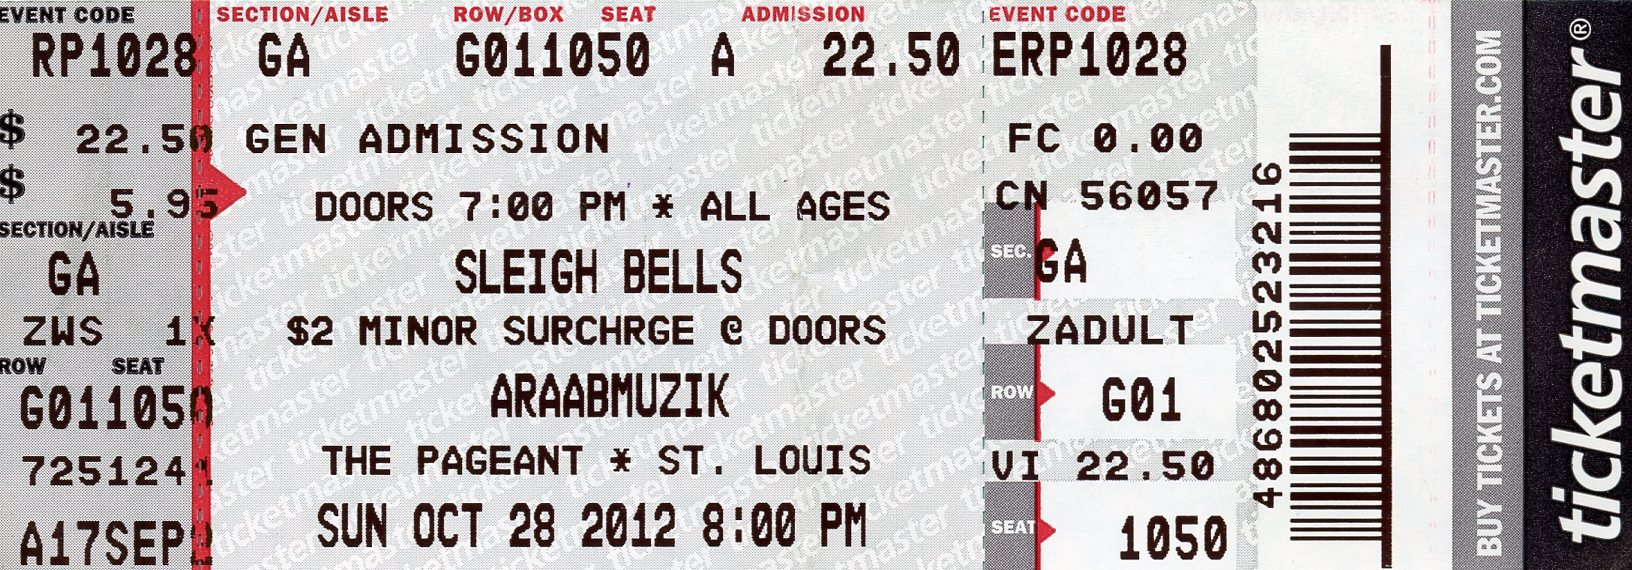 EVENT CODE
RP1028
$ 22.50
$ 5.95
SECTION/AISLE
GA
ZWS 1X
ROW SEAT
G011050
725124
A17SEP
SECTION/AISLE ROW/BOX SEAT ADMISSION
GA G011050 A 22.50
GEN ADMISSION
DOORS 7:00 PM * ALL AGES
SLEIGH BELLS
$2 MINOR SURCHRGE @ DOORS
ARAABMUZIK
THE PAGEANT * ST. LOUIS
SUN OCT 28 2012 8:00 PM
EVENT CODE
ERP1028
FC 0.00
CN 56057
SEC. GA
ZADULT
ROW G01
VI 22.50
SEAT 1050
486802523216
BUY TICKETS AT TICKETMASTER.COM
ticketmaster®